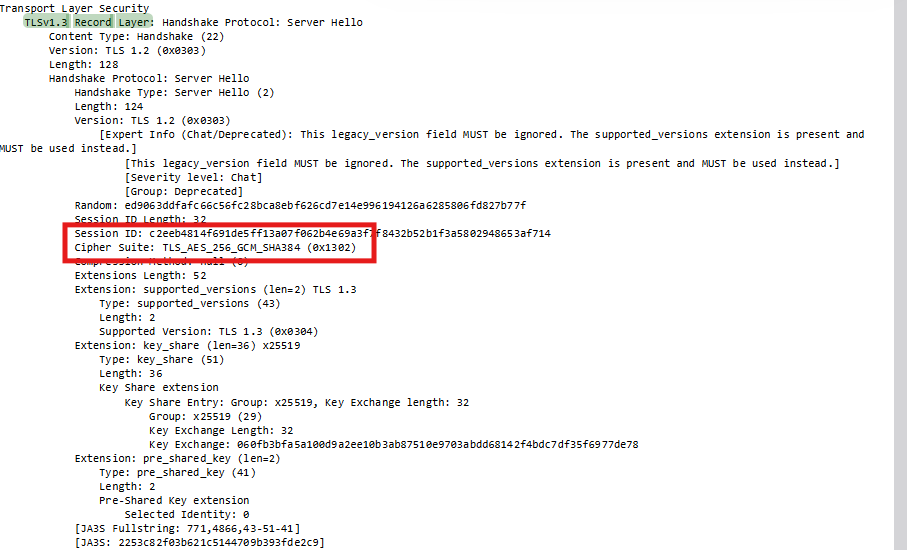 Transport Layer Security
TLSv1.3 Record Layer: Handshake Protocol: Server Hello
Content Type: Handshake (22)
Version: TLS 1.2 (0x0303)
Length: 128
Handshake Protocol: Server Hello
Handshake Type: Server Hello (2)
Length: 124
Version: TLS 1.2 (0x0303)
[Expert Info (Chat/Deprecated): This legacy_version field MUST be ignored. The supported_versions extension is present and
MUST be used instead.]
[This legacy_version field MUST be ignored. The supported_versions extension is present and MUST be used instead.]
[Severity level: Chat]
[Group: Deprecated]
Random: ed9063ddfafc66c56fc28bca8ebf626cd7e14e996194126a6285806fd827b77f
Session ID Length: 32
Session ID: c2eeb4814f691de5ff13a07f062b4e69a3f2f8432b52b1f3a5802948653af714
Cipher Suite: TLS_AES_256_GCM_SHA384 (0x1302)
Compression Method: null (0)
Extensions Length: 52
Extension: supported_versions (len=2) TLS 1.3
Type: supported_versions (43)
Length: 2
Supported Version: TLS 1.3 (0x0304)
Extension: key_share (len=36) x25519
Type: key_share (51)
Length: 36
Key Share extension
Key Share Entry: Group: x25519, Key Exchange length: 32
Group: x25519 (29)
Key Exchange Length: 32
Key Exchange: 060fb3bfa5a100d9a2ee10b3ab87510e9703abdd68142f4bdc7df35f6977de78
Extension: pre_shared_key (len=2)
Type: pre_shared_key (41)
Length: 2
Pre-Shared Key extension
Selected Identity: 0
[JA3S Fullstring: 771,4866,43-51-41]
[JA3S: 2253c82f03b621c5144709b393fde2c9]